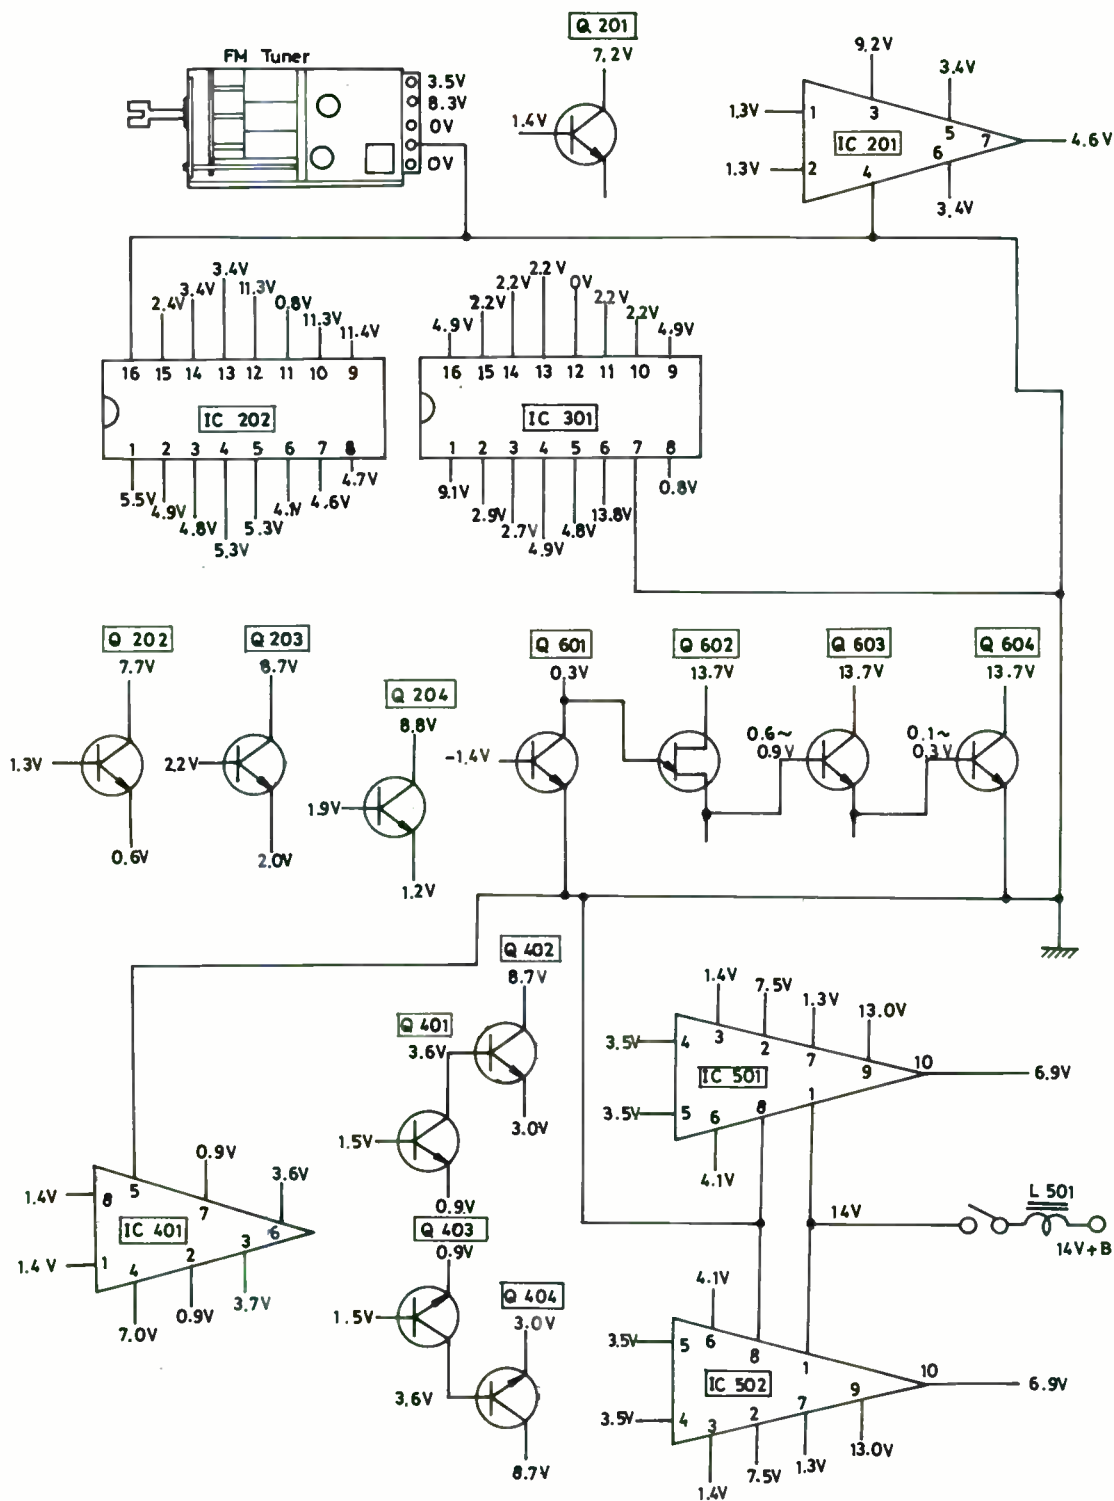 Q 201
7.2V
FM Tuner
3.5V
8.3V
0V
0V
1.4V
9.2V
3.4V
1.3V
1
3
5
7
4.6V
IC 201
1.3V
2
4
6
3.4V
3.4V
3.4V
11.3V
2.4V
0.8V
11.3V
11.4V
16 15 14 13 12 11 10 9
IC 202
1 2 3 4 5 6 7 8
5.5V
4.9V
4.8V
5.3V
5.3V
4.1V
4.6V
4.7V
2.2V
2.2V
0V
2.2V
2.2V
2.2V
4.9V
4.9V
16 15 14 13 12 11 10 9
IC 301
1 2 3 4 5 6 7 8
9.1V
2.9V
2.7V
4.9V
4.8V
13.8V
0.8V
Q 202
7.7V
1.3V
0.6V
Q 203
8.7V
2.2V
2.0V
Q 204
8.8V
1.9V
1.2V
Q 601
0.3V
-1.4V
Q 602
13.7V
Q 603
13.7V
0.6~
0.9V
Q 604
13.7V
0.1~
0.3V
Q 402
8.7V
Q 401
3.6V
3.0V
1.5V
0.9V
Q 403
0.9V
1.5V
Q 404
3.0V
3.6V
8.7V
0.9V
3.6V
1.4V
8
5
7
6
IC 401
1.4V
1
4
2
3
7.0V
0.9V
3.7V
1.4V
7.5V
1.3V
13.0V
3.5V
4
3
2
7
9
10
6.9V
IC 501
3.5V
5
6
8
1
4.1V
14V
L 501
14V+B
4.1V
3.5V
5
6
8
1
10
6.9V
IC 502
3.5V
4
3
2
7
9
1.4V
7.5V
1.3V
13.0V